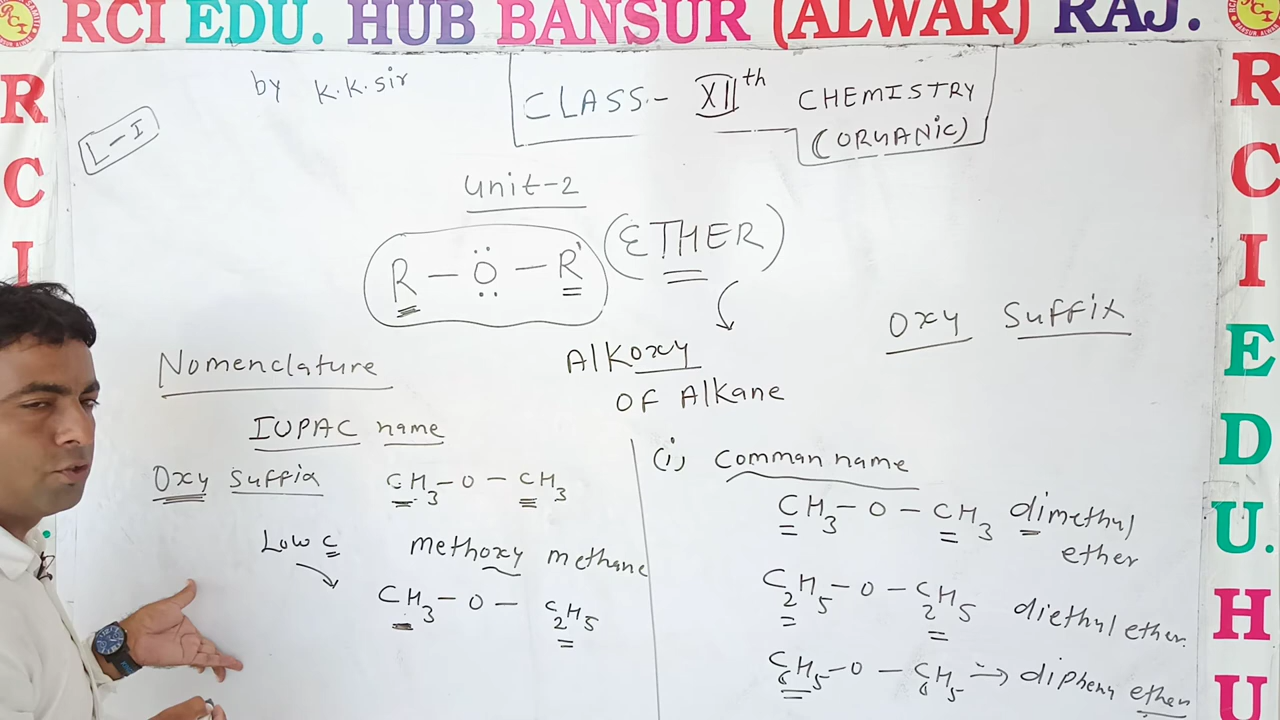 RCI EDU. HUB BANSUR (ALWAR) RAJ.
R
C
I
R
C
I
E
D
U.
H
U
by K.K.Sir
L-I
CLASS:- XIIth CHEMISTRY
(ORGANIC)
Unit-2
R — Ö — R' (ETHER)
Alkoxy
OF Alkane
Oxy Suffix
Nomenclature
IUPAC name
Oxy Suffix CH3 — O — CH3
Low C methoxy methane
CH3 — O — C2H5
(i) Comman name
CH3 — O — CH3 dimethyl
ether
C2H5 — O — C2H5 diethyl ether.
C6H5 — O — C6H5 → dipheny ether